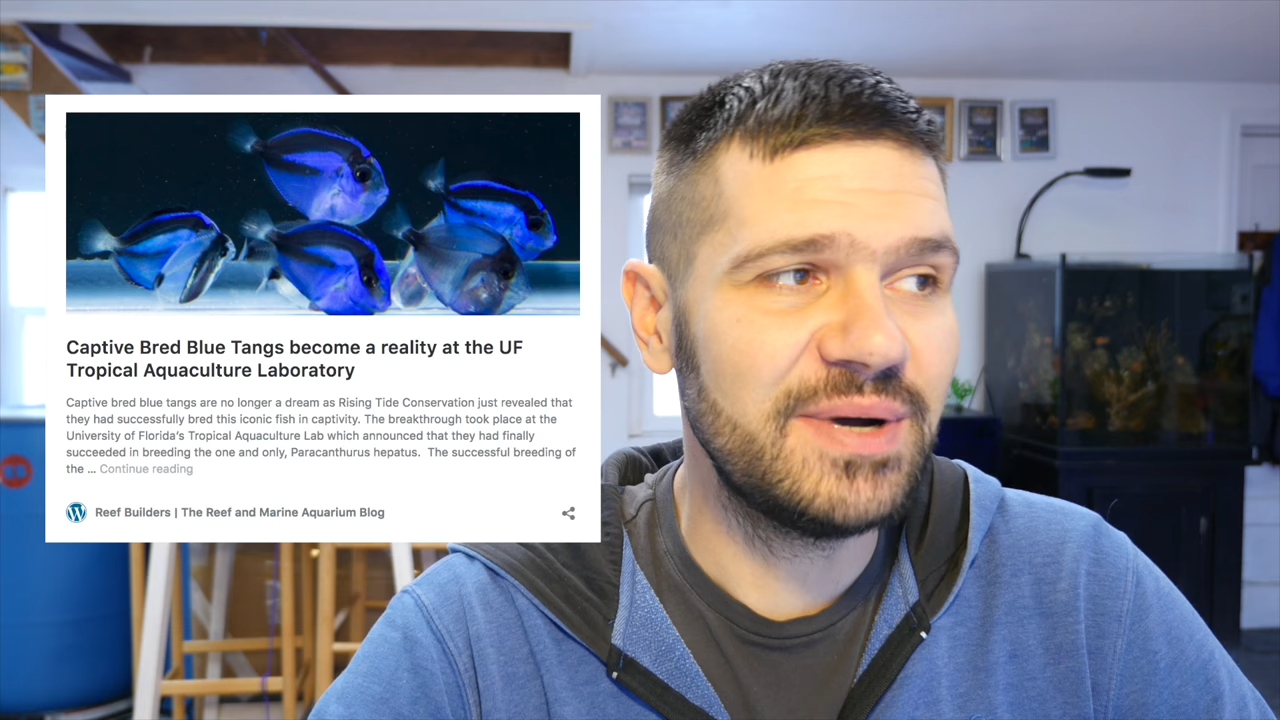 Captive Bred Blue Tangs become a reality at the UF
Tropical Aquaculture Laboratory
Captive bred blue tangs are no longer a dream as Rising Tide Conservation just revealed that
they had successfully bred this iconic fish in captivity. The breakthrough took place at the
University of Florida's Tropical Aquaculture Lab which announced that they had finally
succeeded in breeding the one and only, Paracanthurus hepatus.  The successful breeding of
the ... Continue reading
Reef Builders | The Reef and Marine Aquarium Blog